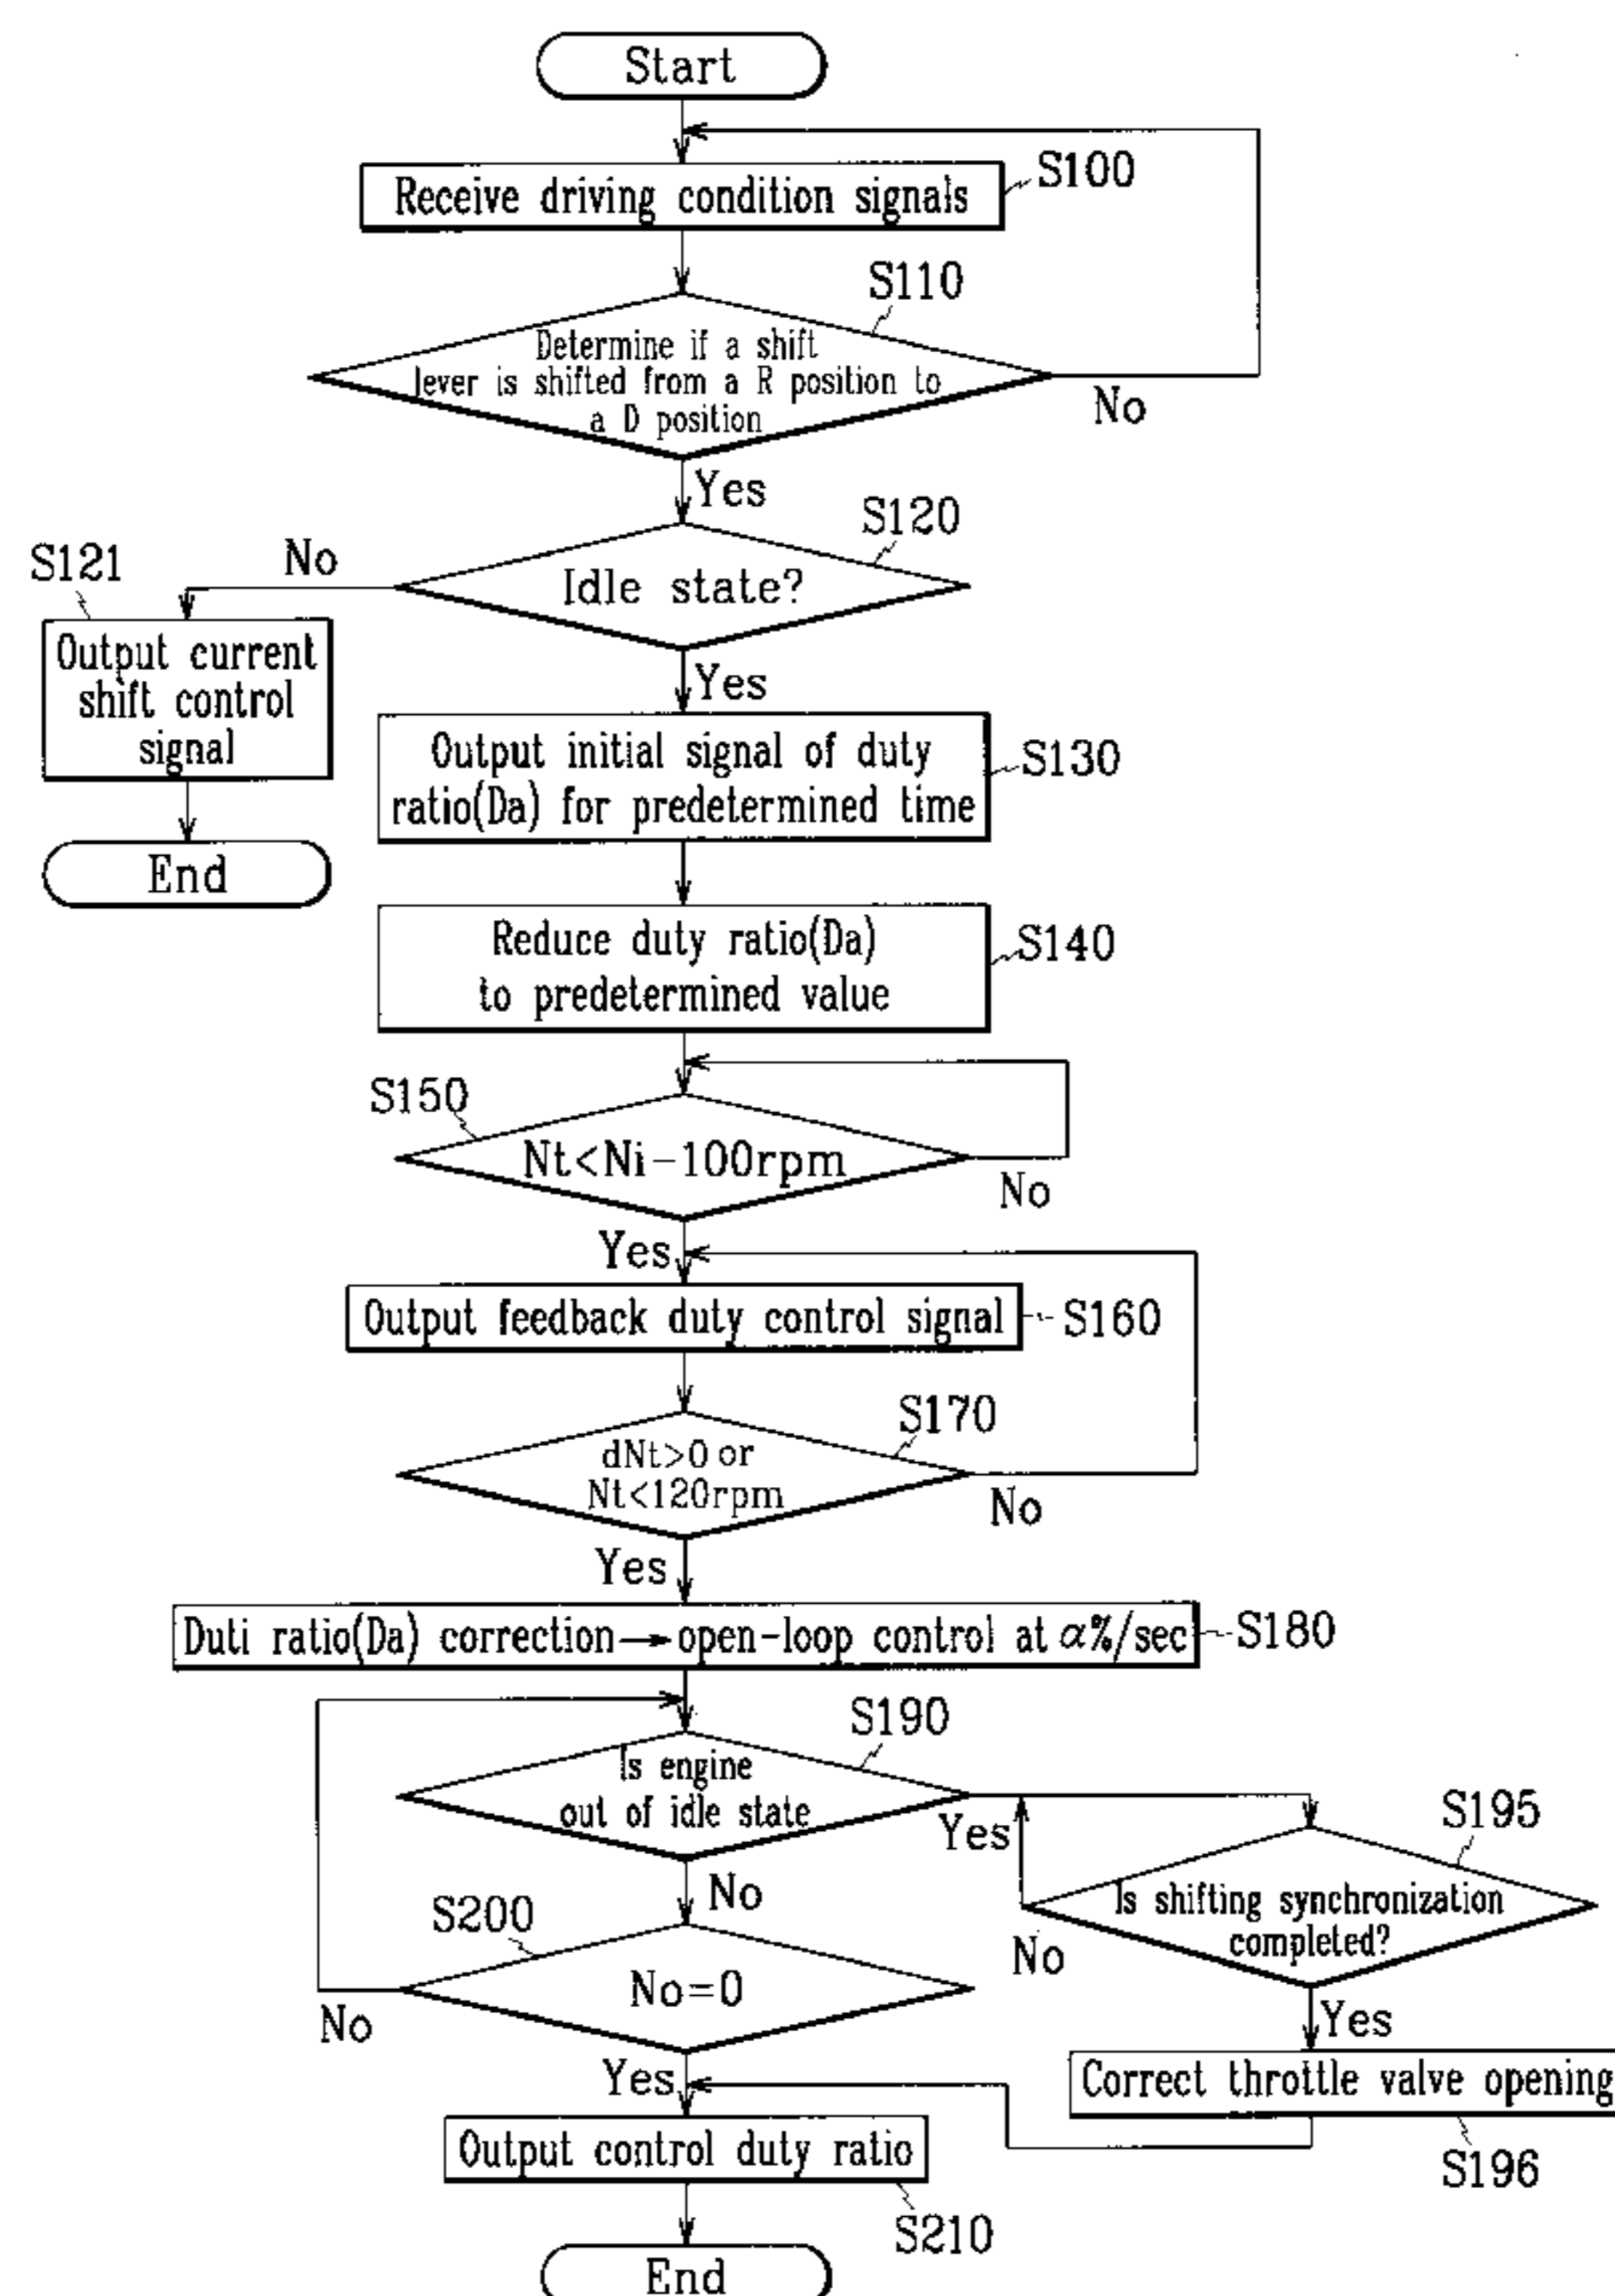 Start
Receive driving condition signals
S100
S110
Determine if a shift
lever is shifted from a R position to
a D position
No
Yes
S120
Idle state?
No
S121
Output current
shift control
signal
End
Yes
Output initial signal of duty
ratio(Da) for predetermined time
S130
Reduce duty ratio(Da)
to predetermined value
S140
S150
Nt<Ni-100rpm
No
Yes
Output feedback duty control signal
S160
S170
dNt>0 or
Nt<120rpm
No
Yes
Duti ratio(Da) correction→open-loop control at α%/sec
S180
S190
Is engine
out of idle state
Yes
S195
Is shifting synchronization
completed?
No
No
S200
No=0
No
Yes
Yes
Correct throttle valve opening
S196
Output control duty ratio
S210
End